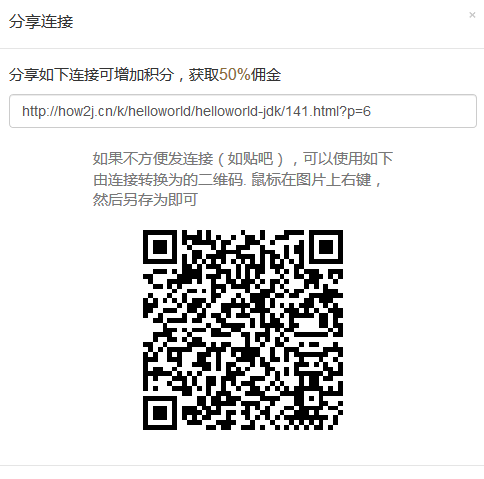 分享连接
×
分享如下连接可增加积分，获取50%佣金
http://how2j.cn/k/helloworld/helloworld-jdk/141.html?p=6
如果不方便发连接（如贴吧），可以使用如下
由连接转换为的二维码. 鼠标在图片上右键，
然后另存为即可